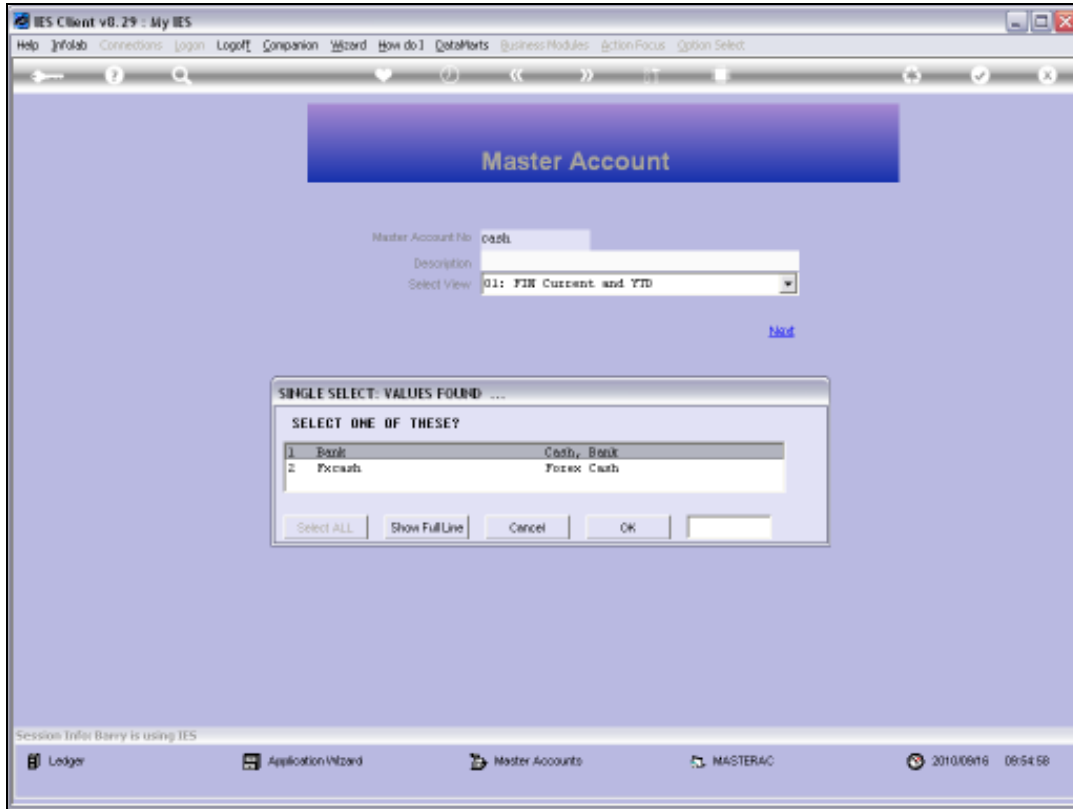 IES Client v8.29 : My IES
Help Infolab Connections Logon Logoff Companion Wizard How do I DataMarts Business Modules Action Focus Option Select
Master Account
Master Account No cash
Description
Select View 01: FIN Current and YTD
Next
SINGLE SELECT: VALUES FOUND ...
SELECT ONE OF THESE?
1 Bank Cash, Bank
2 Fxcash Forex Cash
Select ALL Show Full Line Cancel OK
Session Info: Barry is using IES
Ledger Application Wizard Master Accounts MASTERAC 2010/09/16 09:54:58